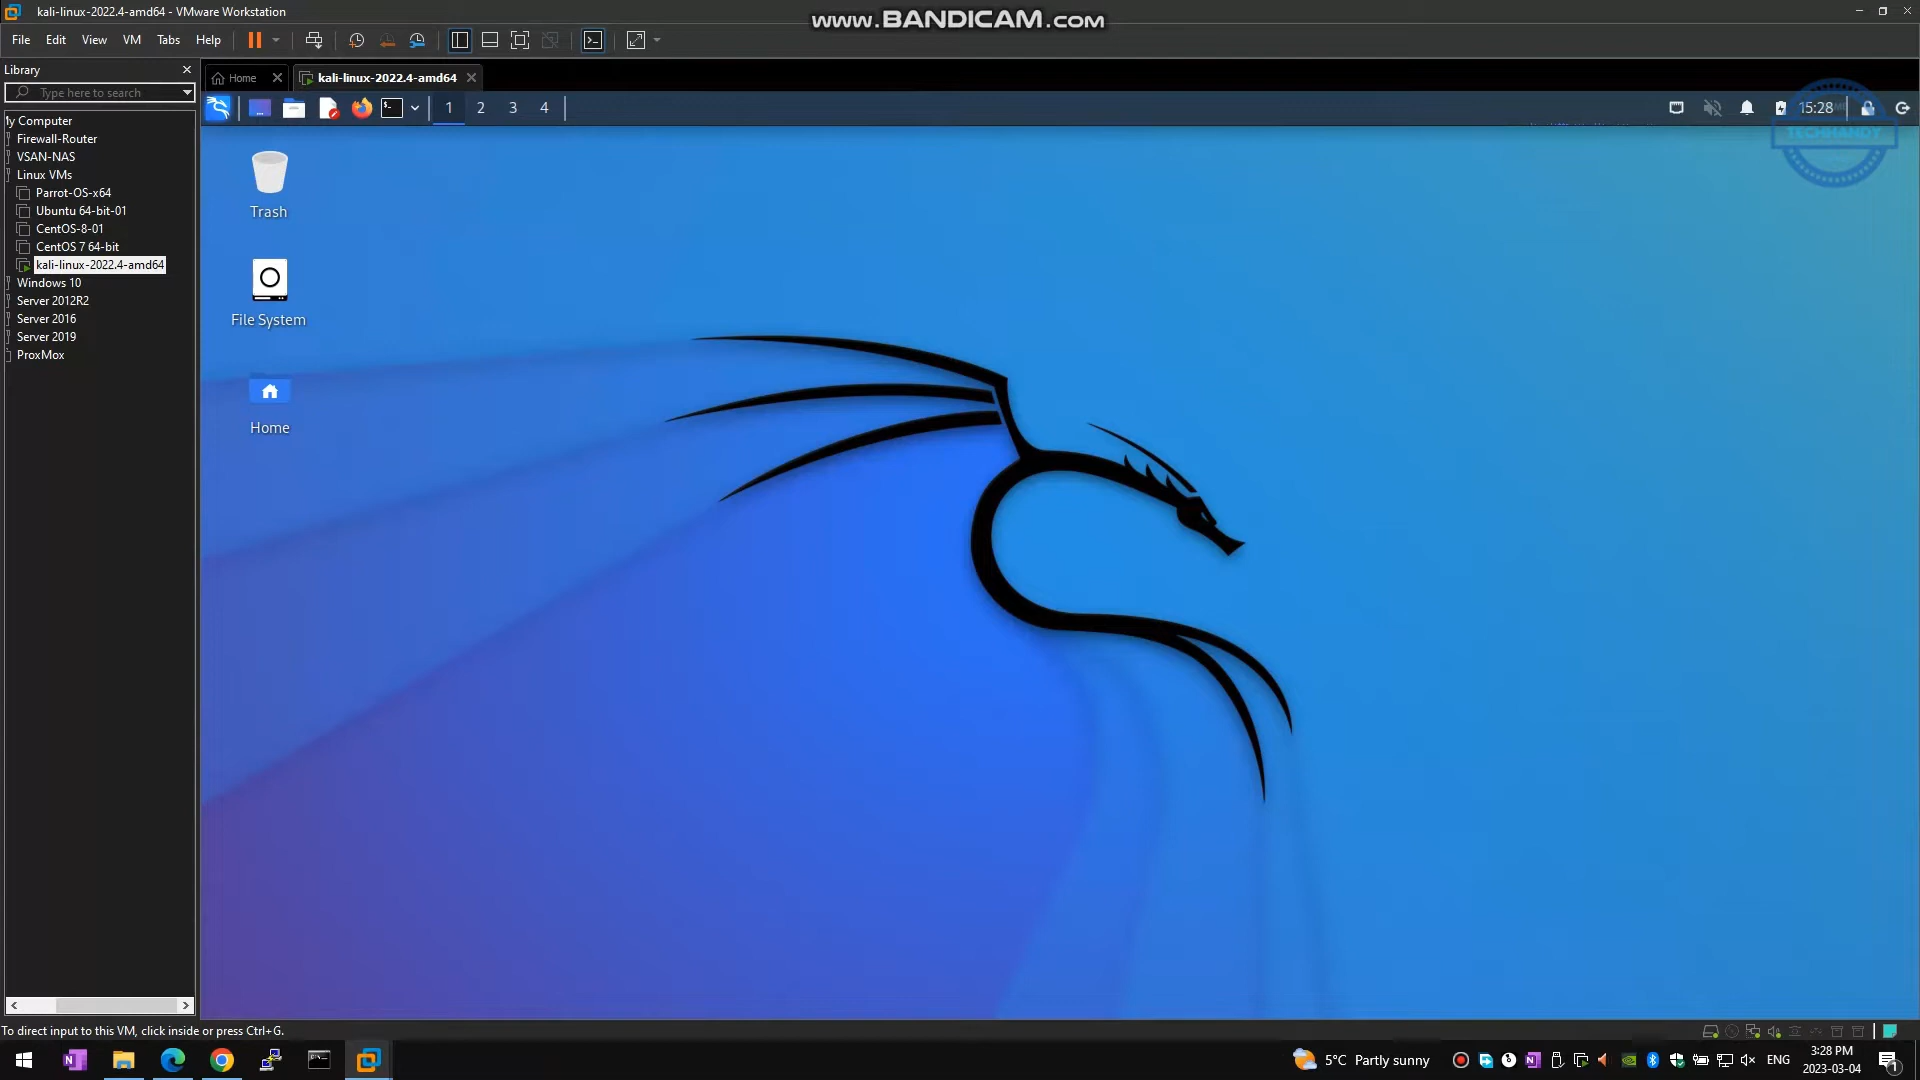 kali-linux-2022.4-amd64 - VMware Workstation
www.BANDICAM.com
File Edit View VM Tabs Help
Library
Type here to search
Home
kali-linux-2022.4-amd64
1 2 3 4
15:28
TECHHANDY
ly Computer
Firewall-Router
VSAN-NAS
Linux VMs
Parrot-OS-x64
Ubuntu 64-bit-01
CentOS-8-01
CentOS 7 64-bit
kali-linux-2022.4-amd64
Windows 10
Server 2012R2
Server 2016
Server 2019
ProxMox
Trash
File System
Home
To direct input to this VM, click inside or press Ctrl+G.
5°C Partly sunny
ENG
3:28 PM
2023-03-04
1